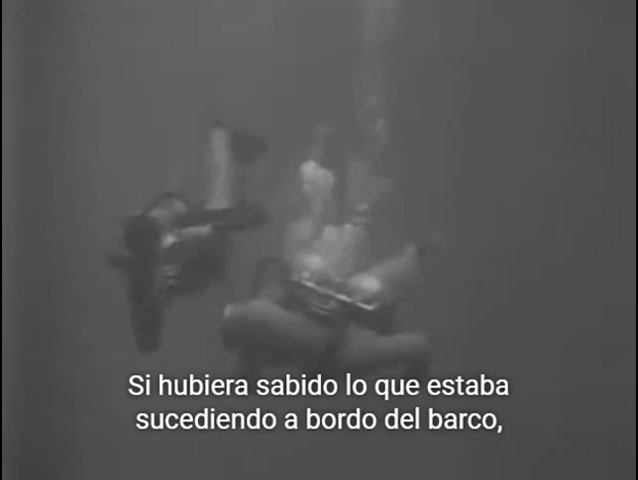 Si hubiera sabido lo que estaba
sucediendo a bordo del barco,